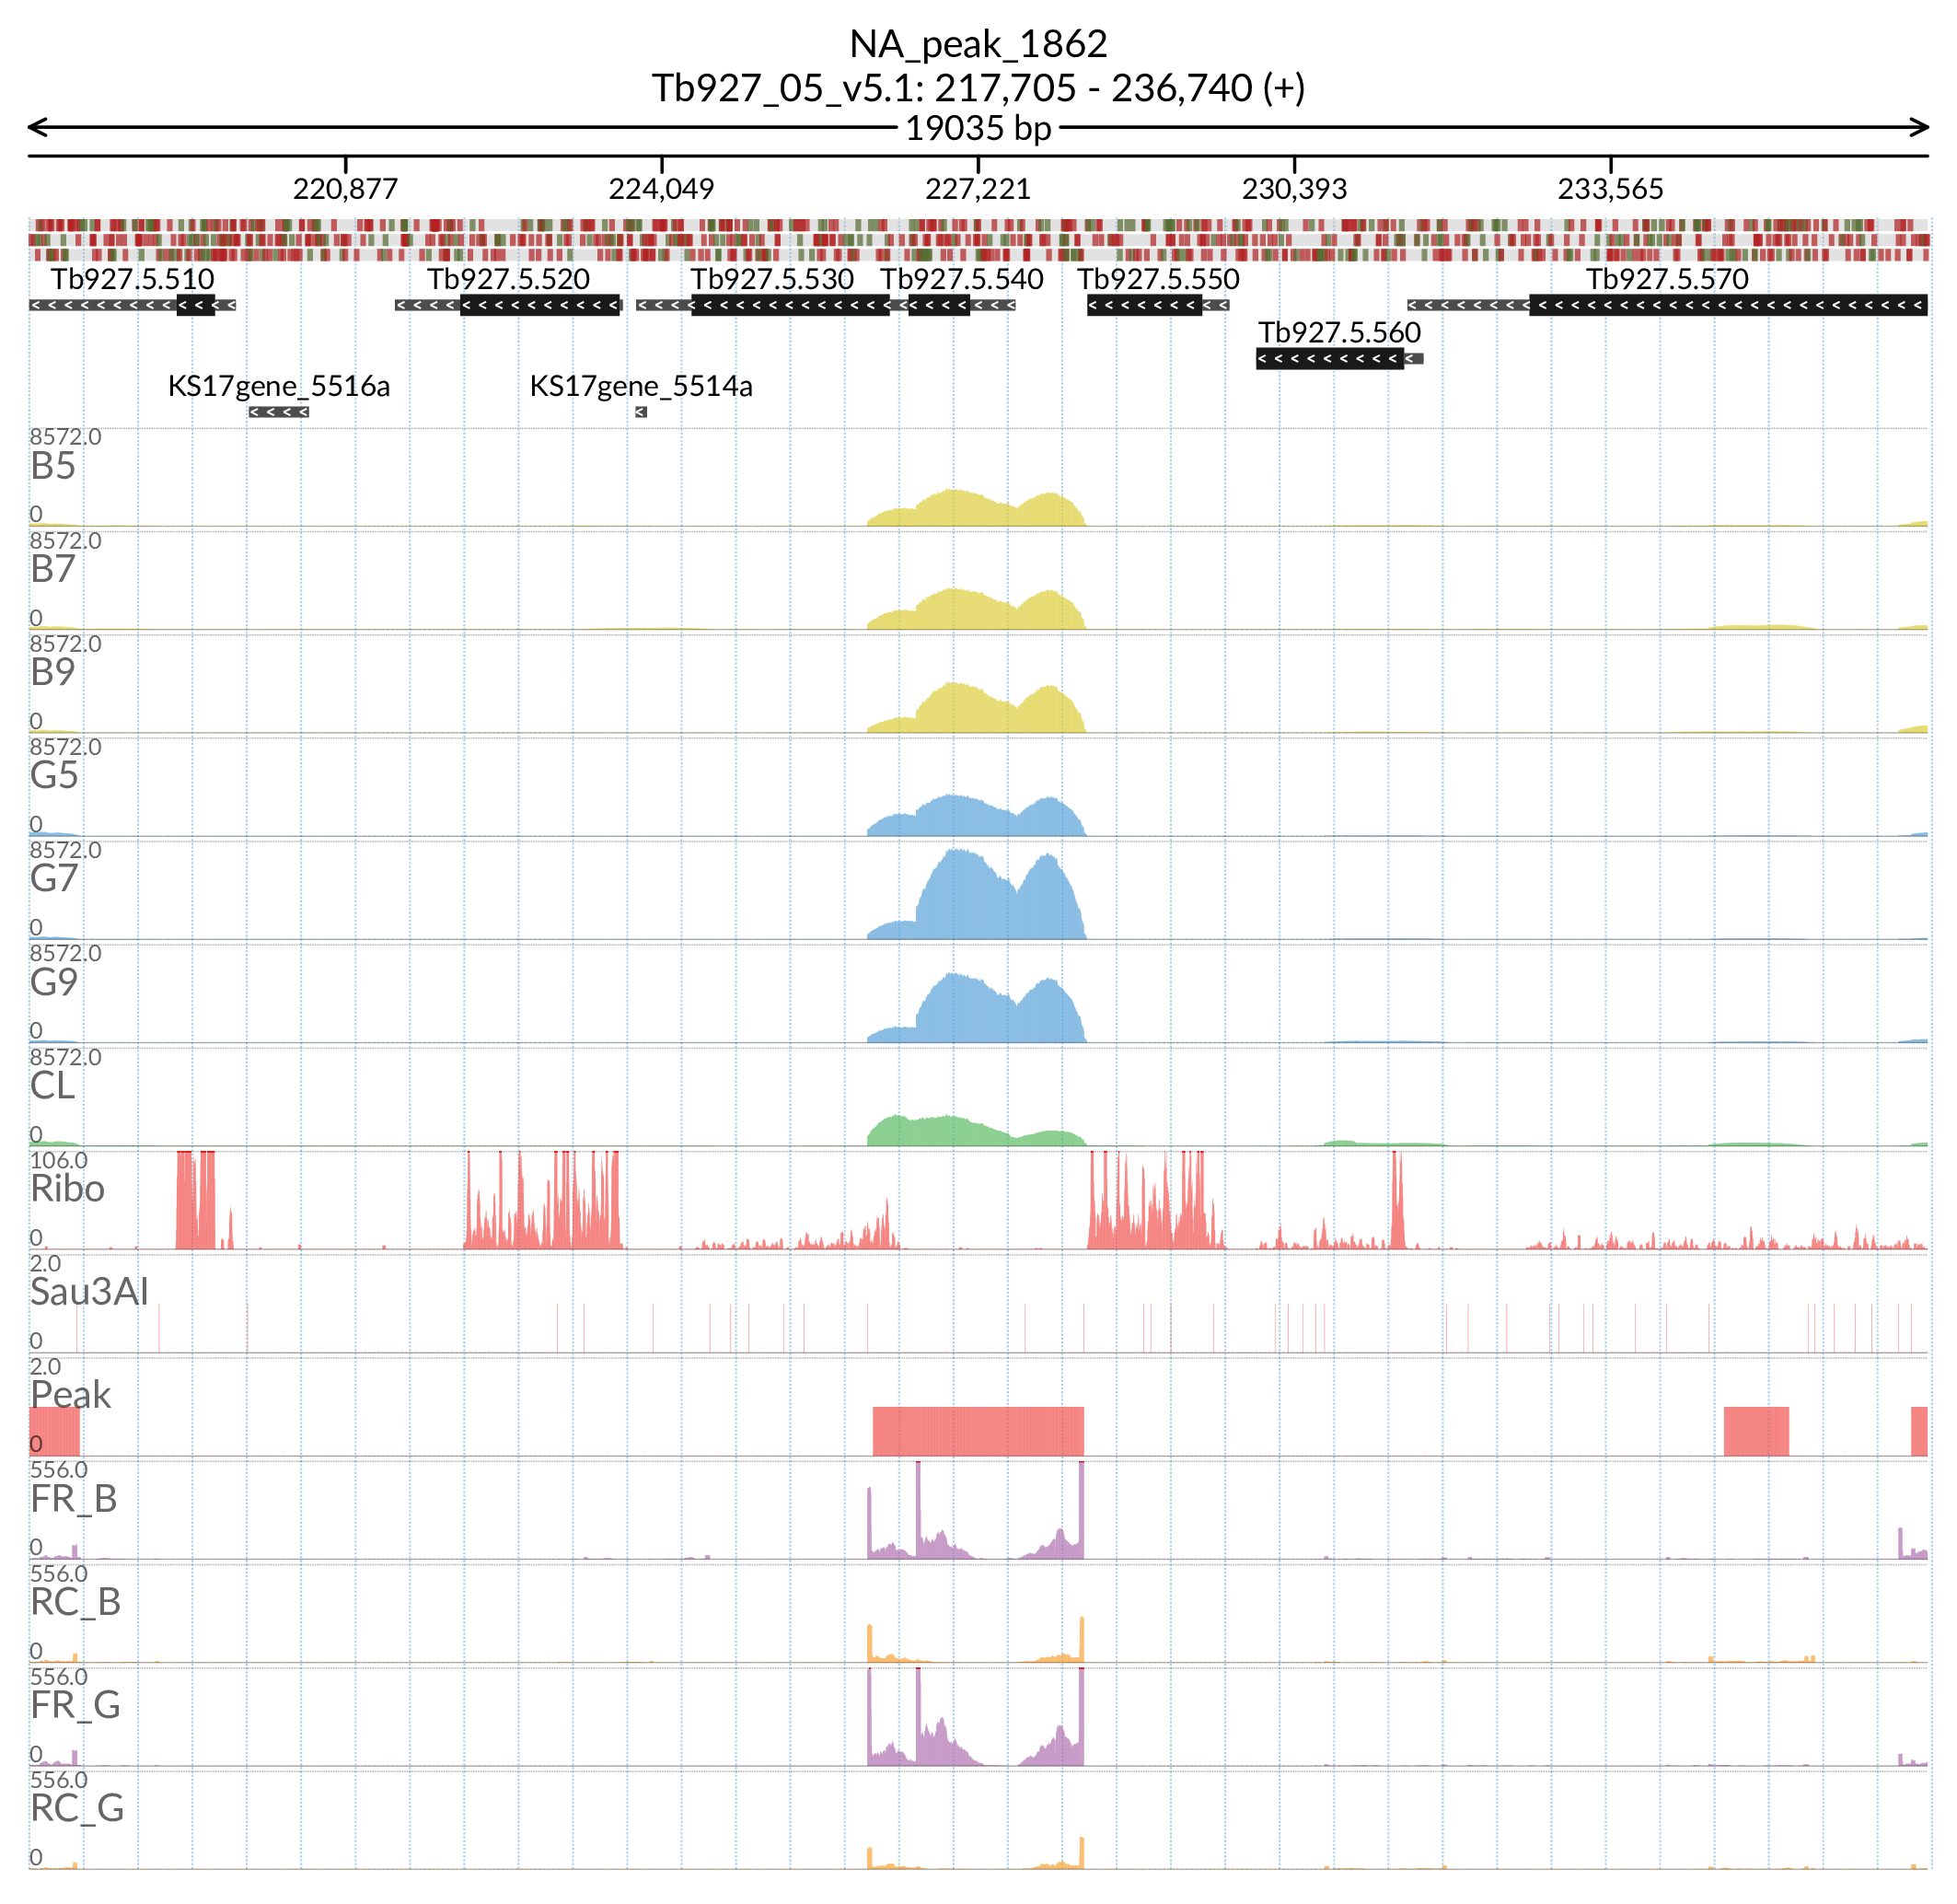 NA_peak_1862
Tb927_05_v5.1: 217,705 - 236,740 (+)
19035 bp
220,877 224,049 227,221 230,393 233,565
Tb927.5.510 Tb927.5.520 Tb927.5.530 Tb927.5.540 Tb927.5.550 Tb927.5.570
Tb927.5.560
KS17gene_5516a KS17gene_5514a
8572.0
B5
0
8572.0
B7
0
8572.0
B9
0
8572.0
G5
0
8572.0
G7
0
8572.0
G9
0
8572.0
CL
0
106.0
Ribo
0
2.0
Sau3AI
0
2.0
Peak
0
556.0
FR_B
0
556.0
RC_B
0
556.0
FR_G
0
556.0
RC_G
0